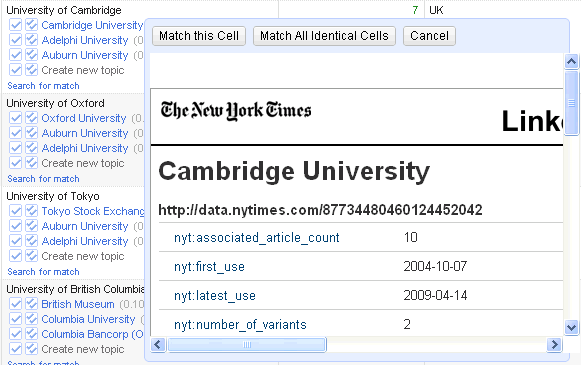 University of Cambridge 7 UK
Cambridge University
Adelphi University (0
Auburn University (0.
Create new topic
Search for match
University of Oxford
Oxford University (0.
Auburn University (0.
Adelphi University (0
Create new topic
Search for match
University of Tokyo
Tokyo Stock Exchang
Auburn University (0.
Adelphi University (0
Create new topic
Search for match
University of British Columbia
British Museum (0.10
Columbia University (
Columbia Bancorp (O
Create new topic
Search for match
Match this Cell Match All Identical Cells Cancel
The New York Times
Link
Cambridge University
http://data.nytimes.com/87734480460124452042
nyt:associated_article_count 10
nyt:first_use 2004-10-07
nyt:latest_use 2009-04-14
nyt:number_of_variants 2